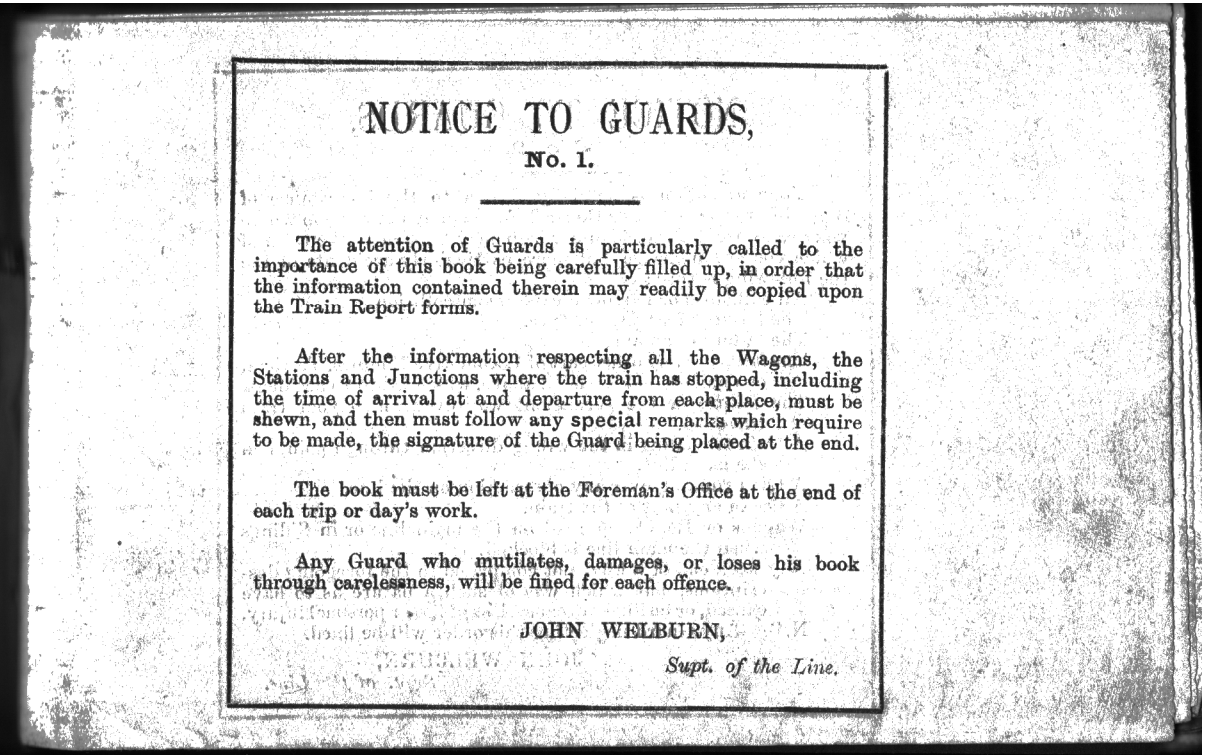 NOTICE TO GUARDS,
No. 1.
The attention of Guards is particularly called to the
importance of this book being carefully filled up, in order that
the information contained therein may readily be copied upon
the Train Report forms.
After the information respecting all the Wagons, the
Stations and Junctions where the train has stopped, including
the time of arrival at and departure from each place, must be
shewn, and then must follow any special remarks which require
to be made, the signature of the Guard being placed at the end.
The book must be left at the Foreman's Office at the end of
each trip or day's work.
Any Guard who mutilates, damages, or loses his book
through carelessness, will be fined for each offence.
JOHN WELBURN,
Supt. of the Line.